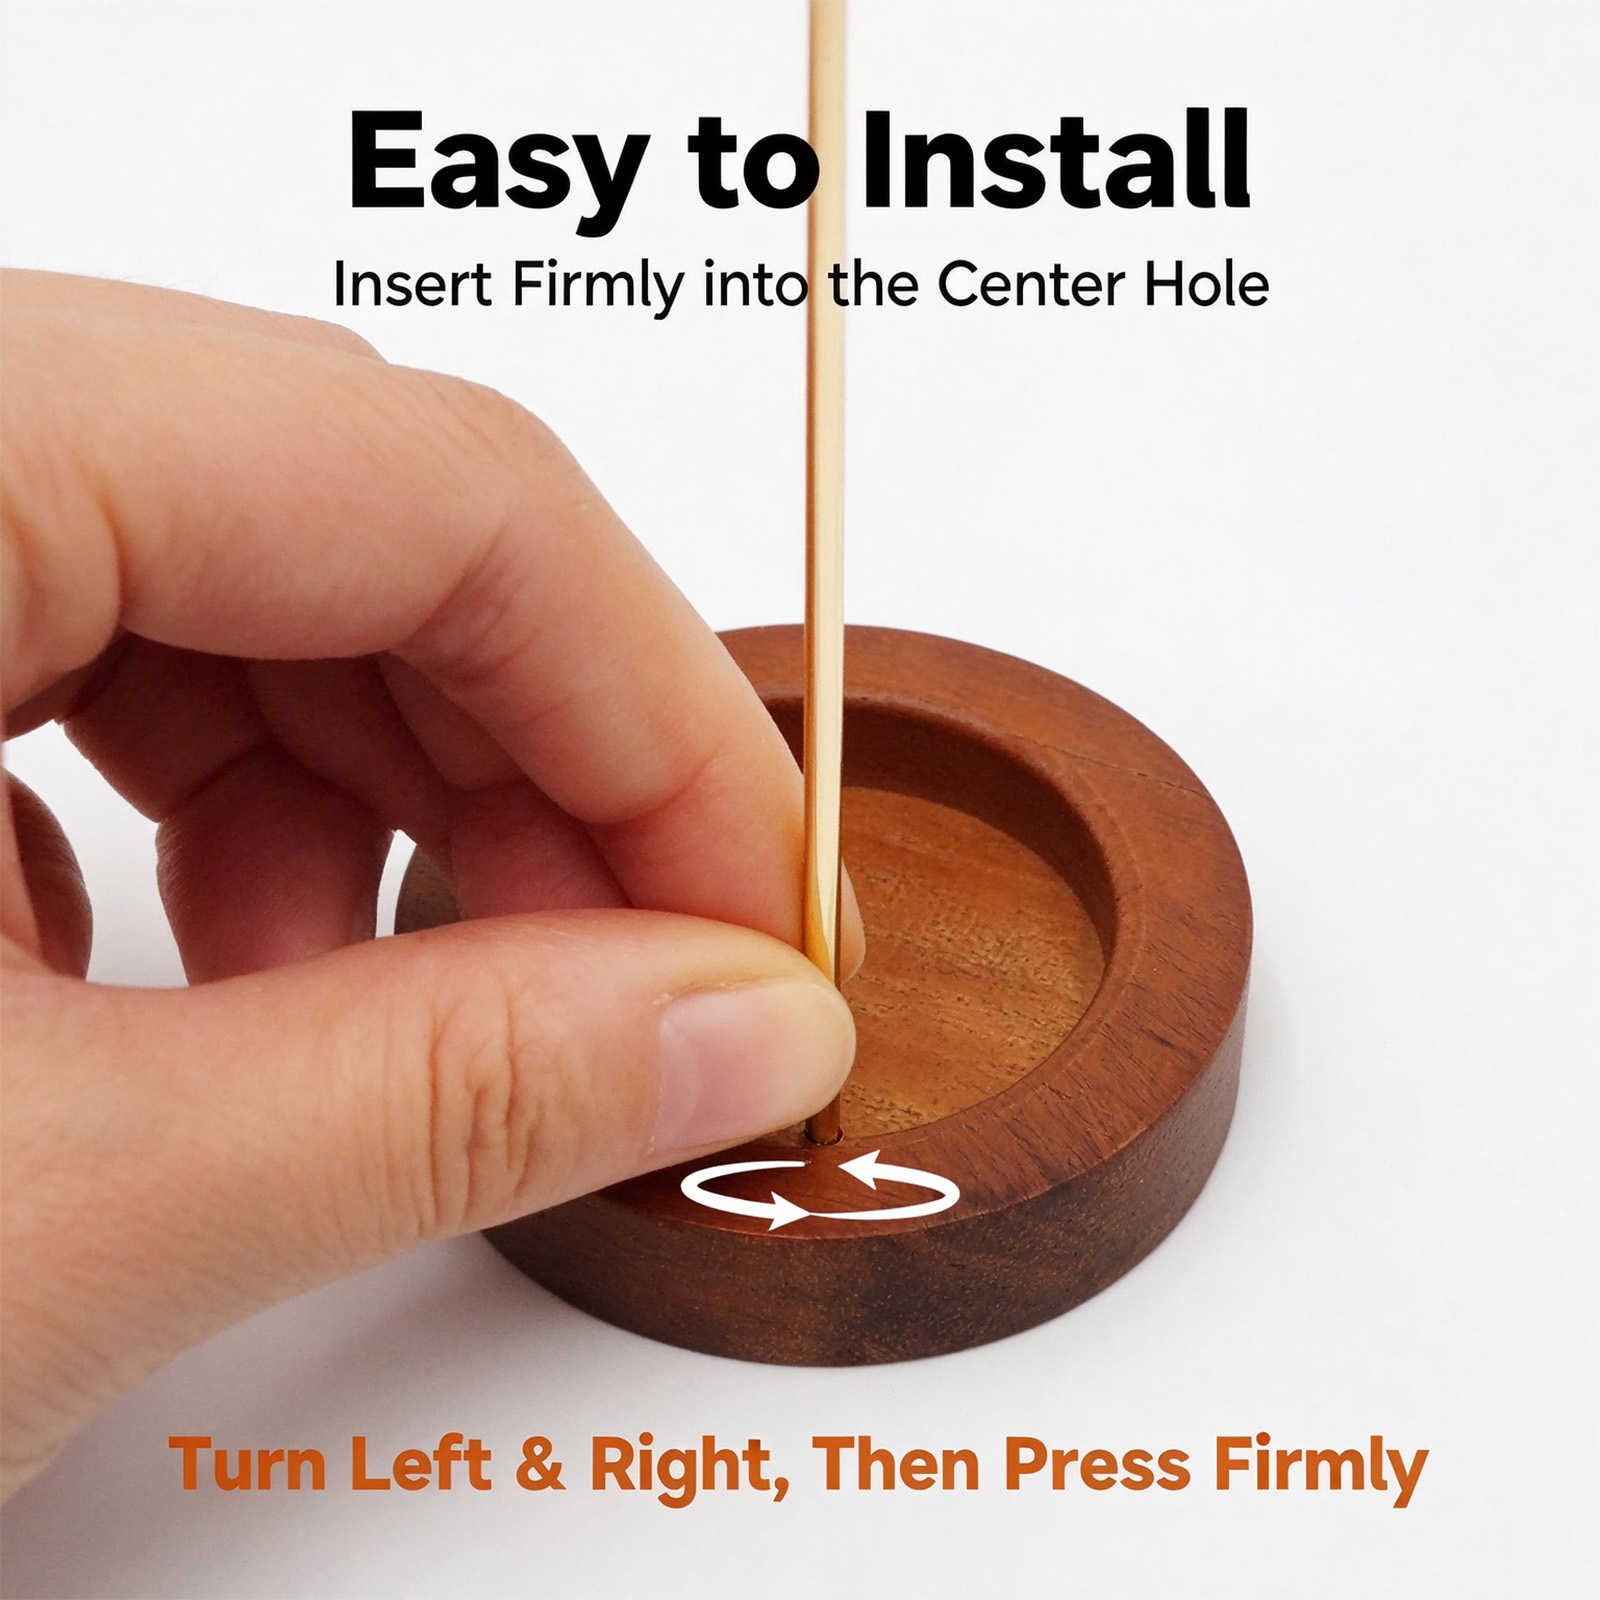 Easy to Install
Insert Firmly into the Center Hole
Turn Left & Right, Then Press Firmly